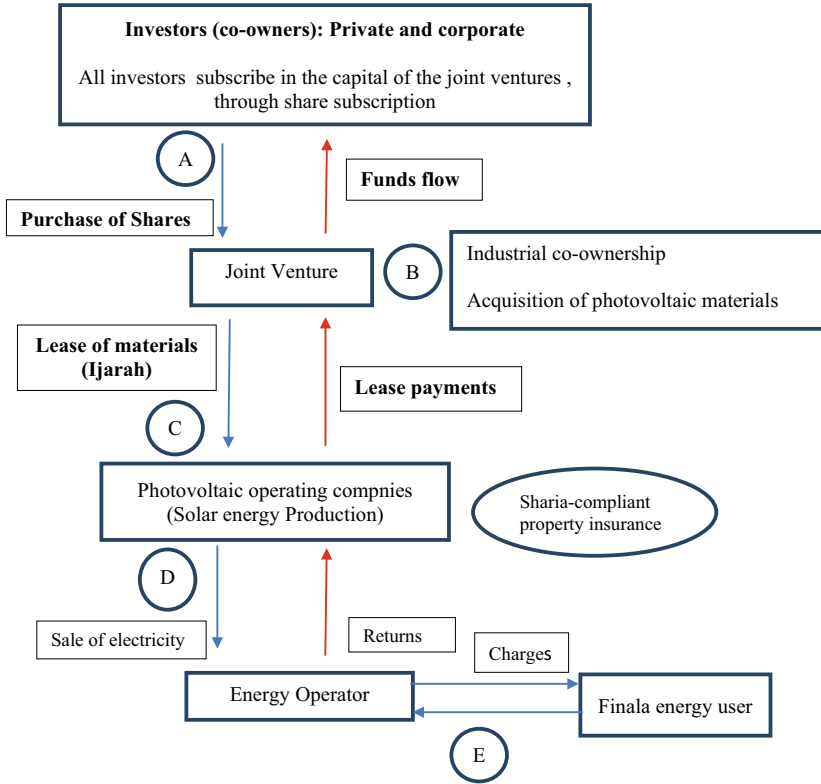 Investors (co-owners): Private and corporate
All investors subscribe in the capital of the joint ventures ,
through share subscription
A
Funds flow
Purchase of Shares
Joint Venture
B
Industrial co-ownership
Acquisition of photovoltaic materials
Lease of materials
(Ijarah)
Lease payments
C
Photovoltaic operating compnies
(Solar energy Production)
Sharia-compliant
property insurance
D
Sale of electricity
Returns
Charges
Energy Operator
Finala energy user
E